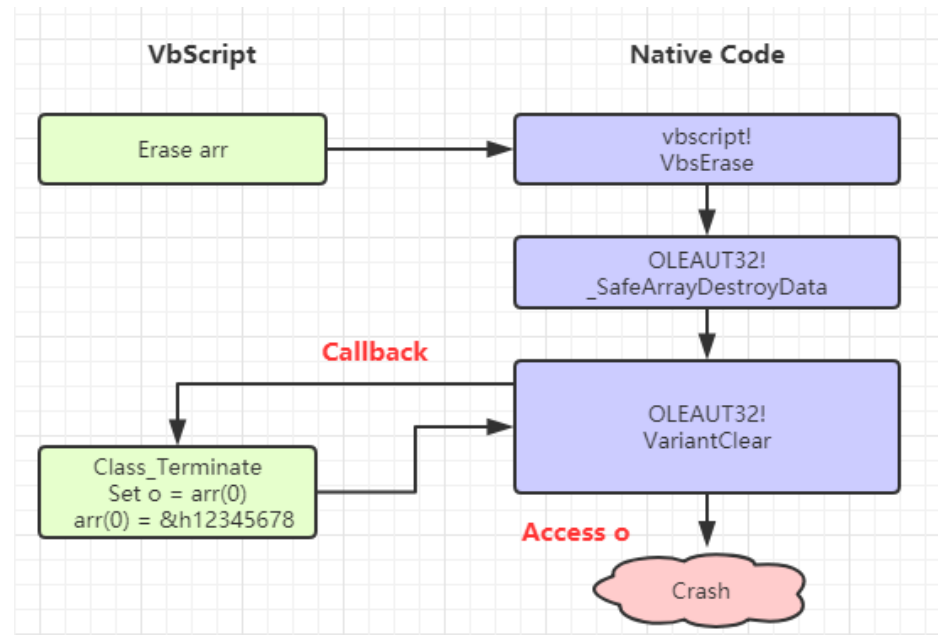 VbScript
Native Code
Erase arr
vbscript!
VbsErase
OLEAUT32!
_SafeArrayDestroyData
Callback
OLEAUT32!
VariantClear
Class_Terminate
Set o = arr(0)
arr(0) = &h12345678
Access o
Crash